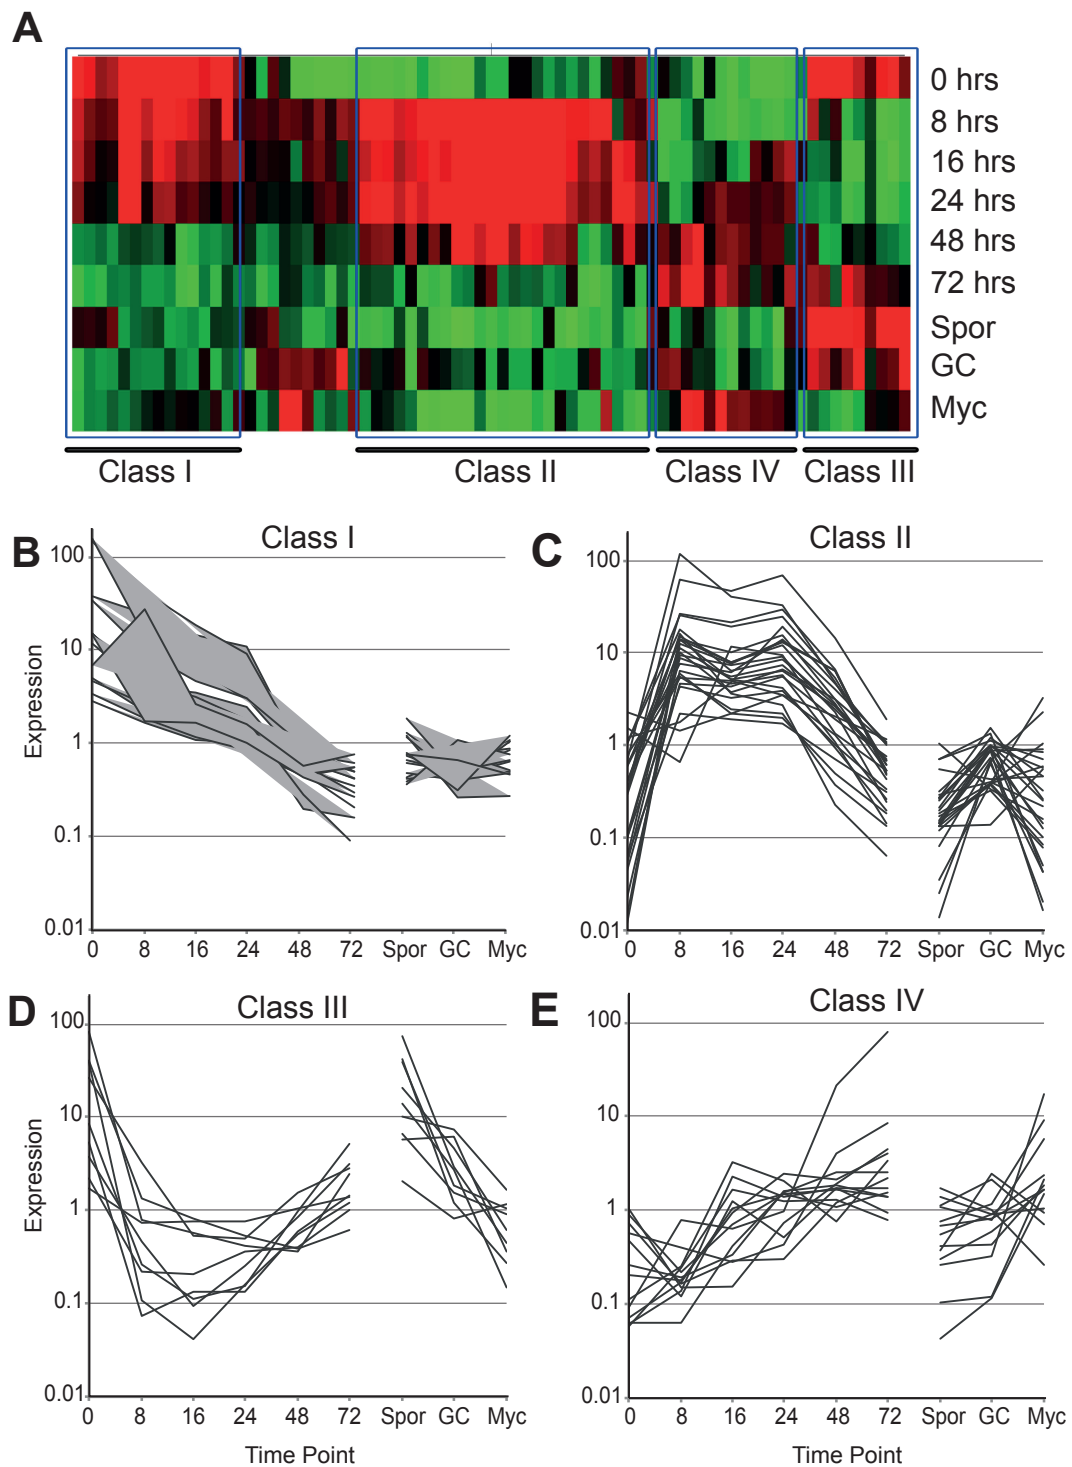 A
0 hrs
8 hrs
16 hrs
24 hrs
48 hrs
72 hrs
Spor
GC
Myc
Class I
Class II
Class IV
Class III
B
Class I
Expression
100
10
1
0.1
0.01
0 8 16 24 48 72 Spor GC Myc
C
Class II
100
10
1
0.1
0.01
0 8 16 24 48 72 Spor GC Myc
D
Class III
Expression
100
10
1
0.1
0.01
0 8 16 24 48 72 Spor GC Myc
Time Point
E
Class IV
100
10
1
0.1
0.01
0 8 16 24 48 72 Spor GC Myc
Time Point